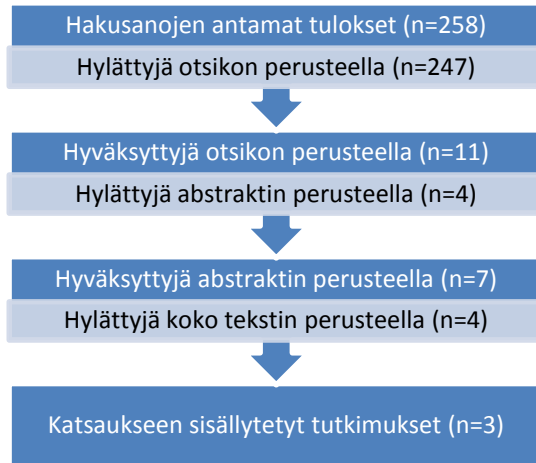 Hakusanojen antamat tulokset (n=258)
Hylättyjä otsikon perusteella (n=247)
Hyväksyttyjä otsikon perusteella (n=11)
Hylättyjä abstraktin perusteella (n=4)
Hyväksyttyjä abstraktin perusteella (n=7)
Hylättyjä koko tekstin perusteella (n=4)
Katsaukseen sisällytetyt tutkimukset (n=3)